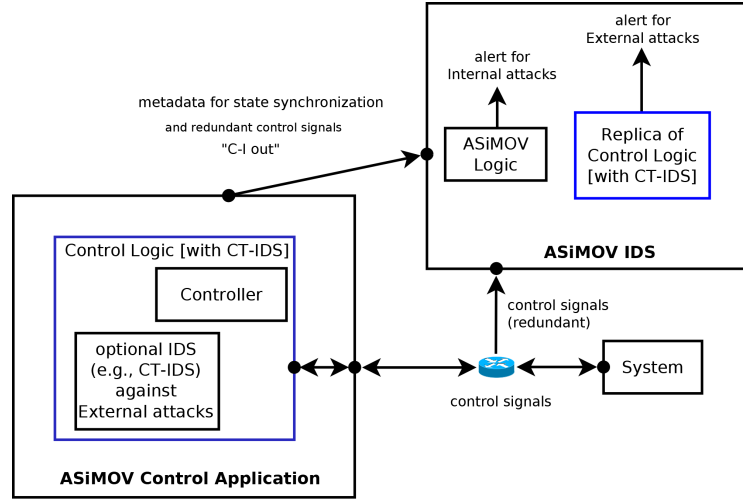 alert for
External attacks
alert for
Internal attacks
metadata for state synchronization
and redundant control signals
"C-I out"
ASiMOV
Logic
Replica of
Control Logic
[with CT-IDS]
ASiMOV IDS
Control Logic [with CT-IDS]
Controller
optional IDS
(e.g., CT-IDS)
against
External attacks
ASiMOV Control Application
control signals
(redundant)
control signals
System